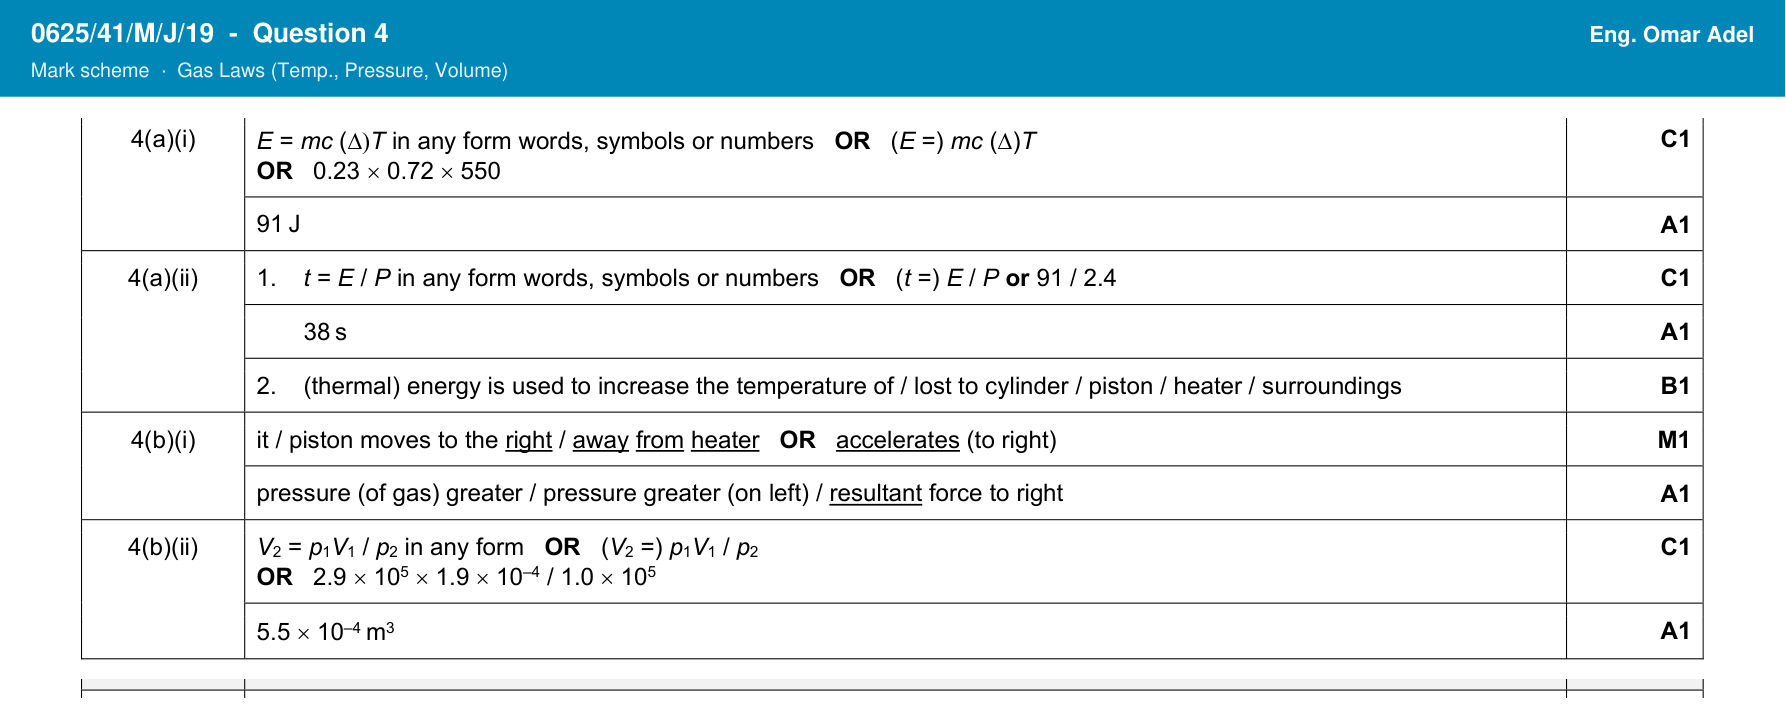 0625/41/M/J/19 - Question 4
Eng. Omar Adel
Mark scheme · Gas Laws (Temp., Pressure, Volume)
4(a)(i)
E = mc (Δ)T in any form words, symbols or numbers OR (E =) mc (Δ)T
C1
OR 0.23 × 0.72 × 550
91 J
A1
4(a)(ii)
1. t = E / P in any form words, symbols or numbers OR (t =) E / P or 91 / 2.4
C1
38 s
A1
2. (thermal) energy is used to increase the temperature of / lost to cylinder / piston / heater / surroundings
B1
4(b)(i)
it / piston moves to the right / away from heater OR accelerates (to right)
M1
pressure (of gas) greater / pressure greater (on left) / resultant force to right
A1
4(b)(ii)
V₂ = p₁V₁ / p₂ in any form OR (V₂ =) p₁V₁ / p₂
C1
OR 2.9 × 10⁵ × 1.9 × 10⁻⁴ / 1.0 × 10⁵
5.5 × 10⁻⁴ m³
A1